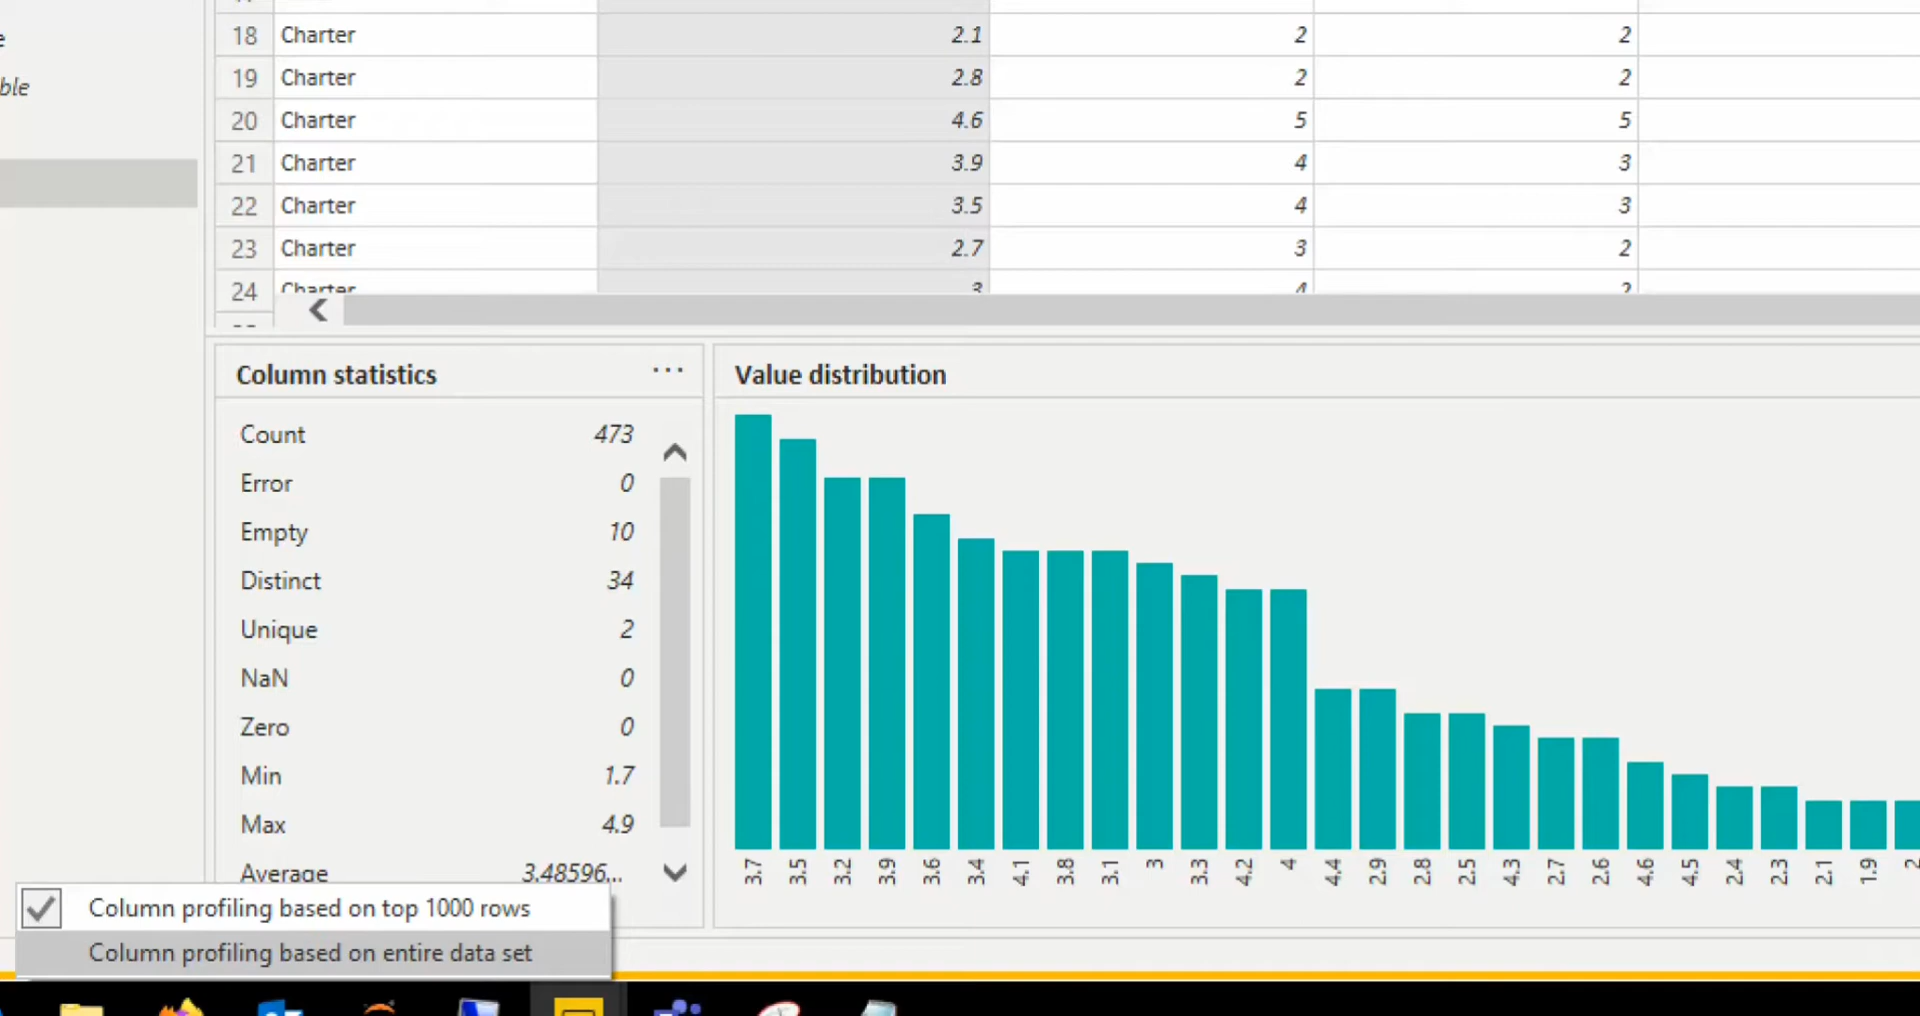 e
ble
18 Charter 2.1 2 2
19 Charter 2.8 2 2
20 Charter 4.6 5 5
21 Charter 3.9 4 3
22 Charter 3.5 4 3
23 Charter 2.7 3 2
24 Charter 3 4 2
Column statistics ...
Count 473
Error 0
Empty 10
Distinct 34
Unique 2
NaN 0
Zero 0
Min 1.7
Max 4.9
Average 3.48596...
Value distribution
3.7 3.5 3.2 3.9 3.6 3.4 4.1 3.8 3.1 3 3.3 4.2 4 4.4 2.9 2.8 2.5 4.3 2.7 2.6 4.6 4.5 2.4 2.3 2.1 1.9
Column profiling based on top 1000 rows
Column profiling based on entire data set